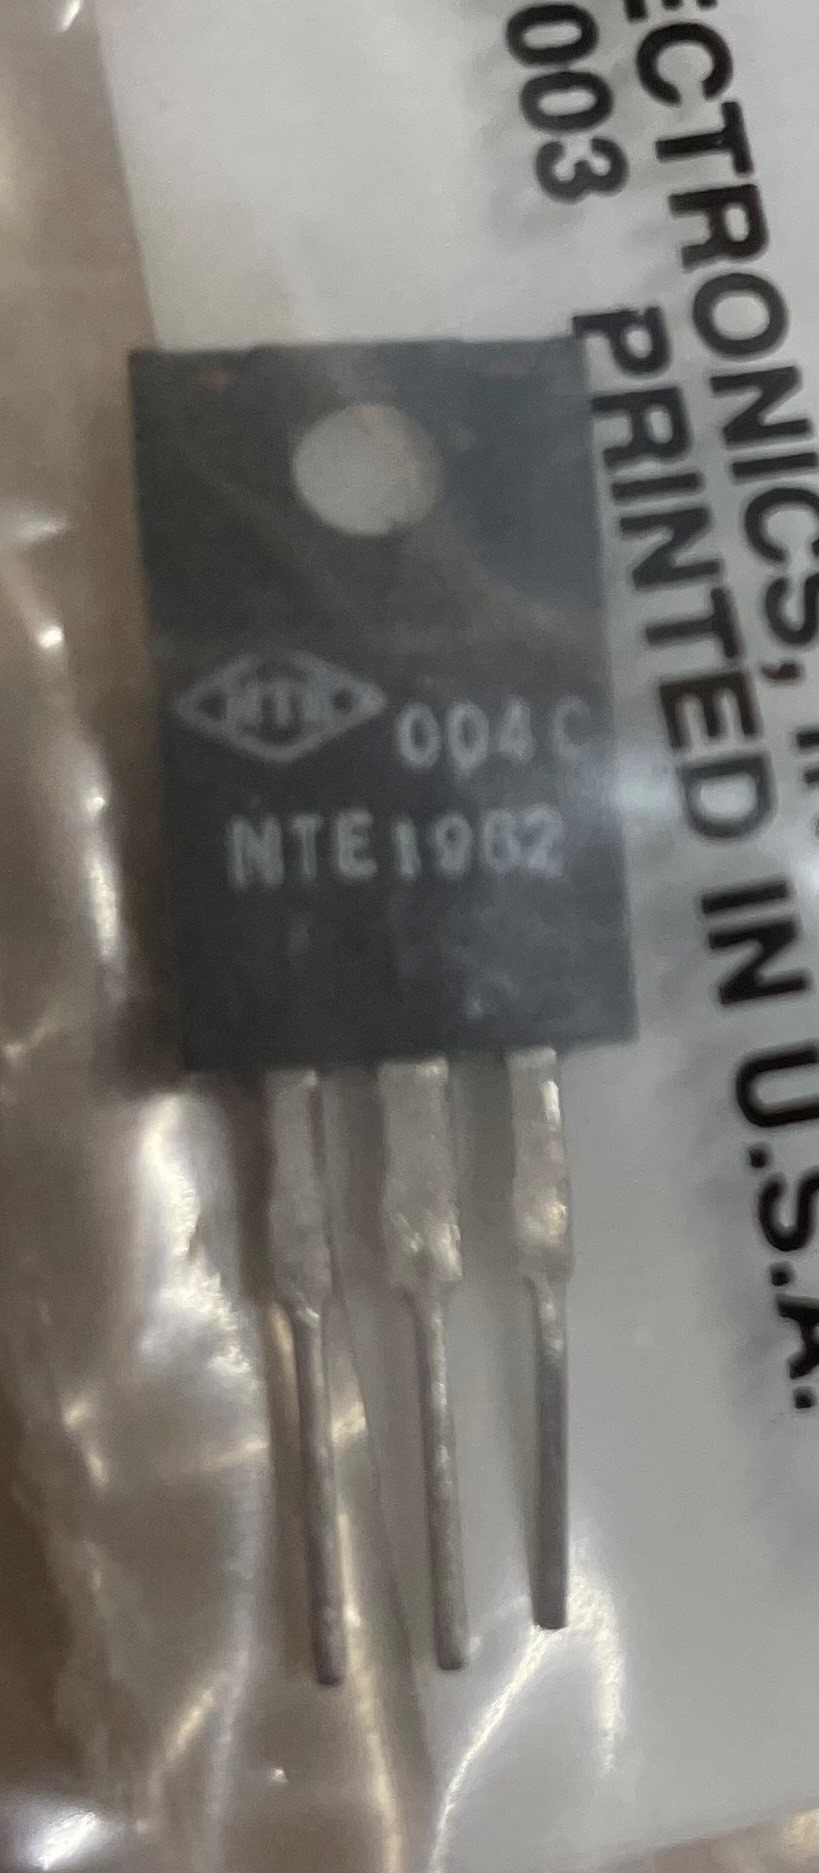 NTE 004C
NTE1962
ECTRONICS,
003 PRINTED IN U.S.A.